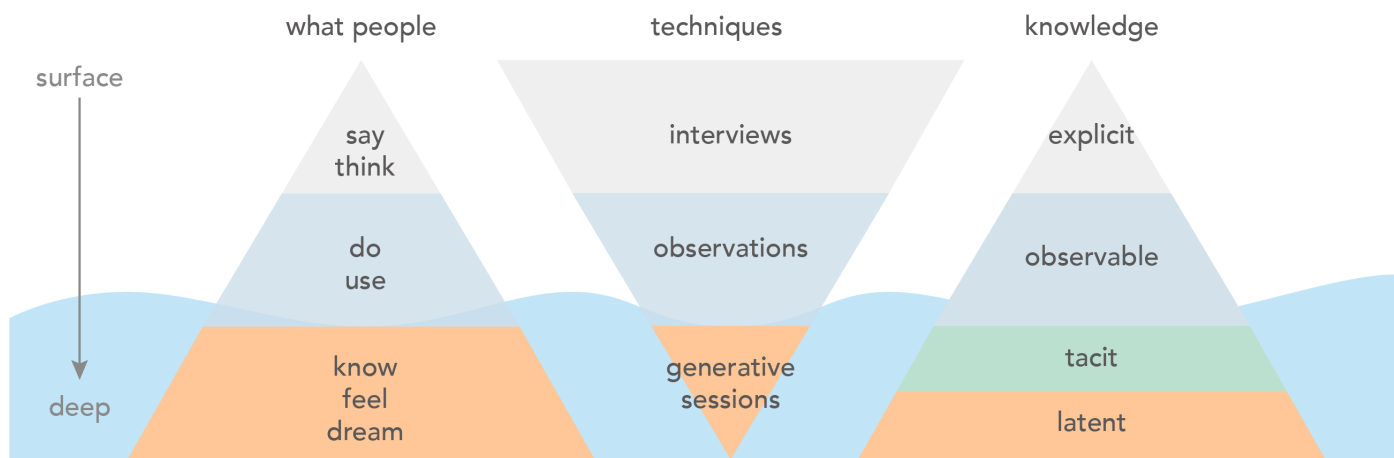 what people
techniques
knowledge
surface
deep
say
think
do
use
know
feel
dream
interviews
observations
generative
sessions
explicit
observable
tacit
latent